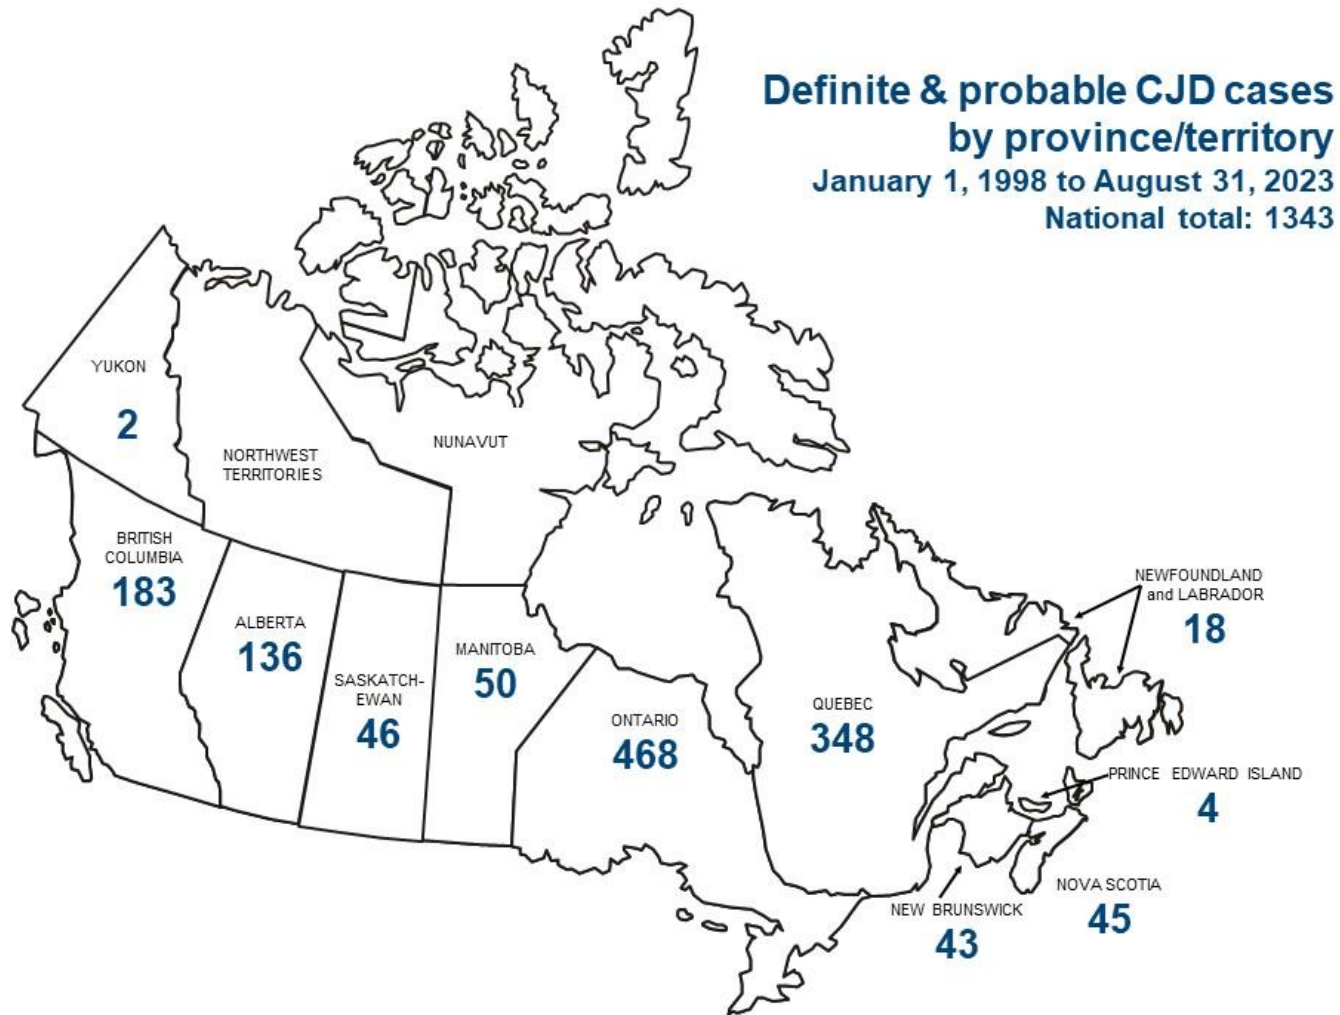 Definite & probable CJD cases
by province/territory
January 1, 1998 to August 31, 2023
National total: 1343
YUKON
2
NORTHWEST
TERRITORIES
NUNAVUT
BRITISH
COLUMBIA
183
ALBERTA
136
SASKATCH-
EWAN
46
MANITOBA
50
ONTARIO
468
QUEBEC
348
NEWFOUNDLAND
and LABRADOR
18
PRINCE EDWARD ISLAND
4
NOVA SCOTIA
45
NEW BRUNSWICK
43